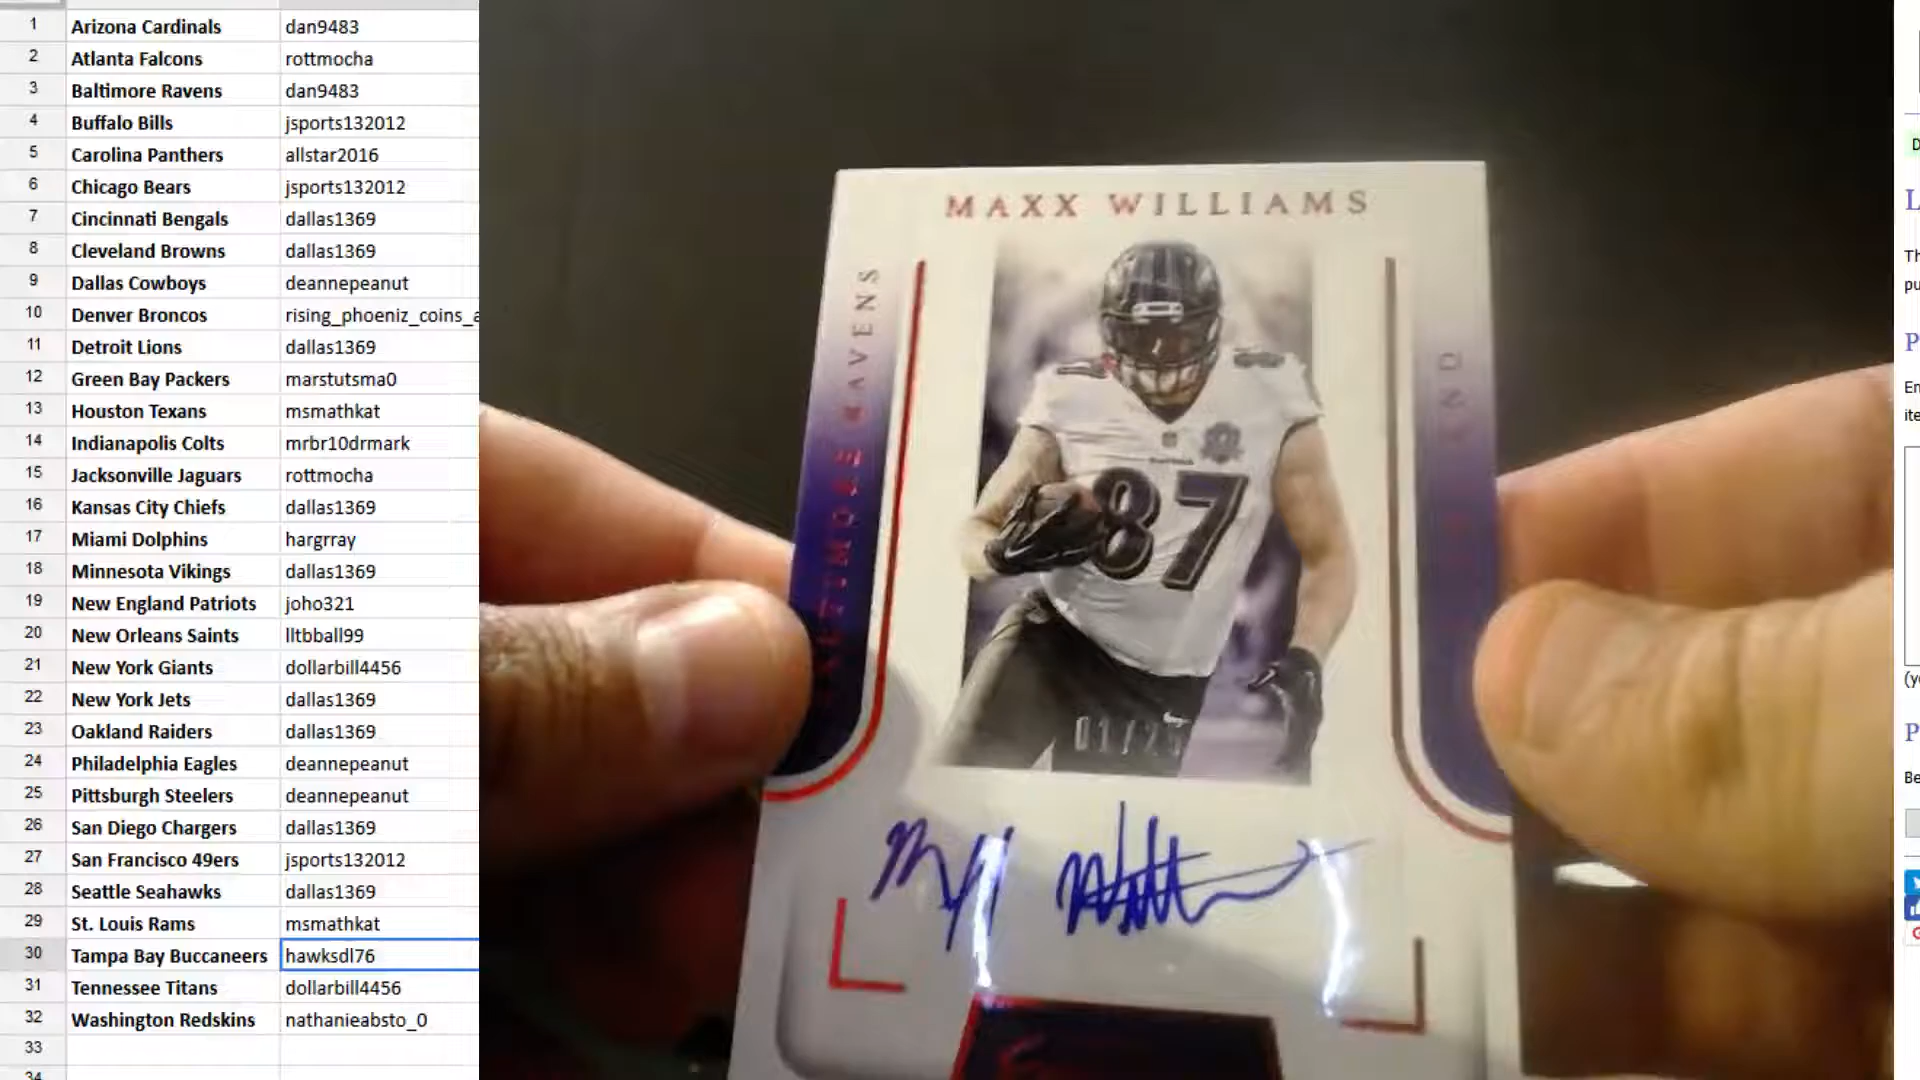 1 Arizona Cardinals dan9483
2 Atlanta Falcons rottmocha
3 Baltimore Ravens dan9483
4 Buffalo Bills jsports132012
5 Carolina Panthers allstar2016
6 Chicago Bears jsports132012
7 Cincinnati Bengals dallas1369
8 Cleveland Browns dallas1369
9 Dallas Cowboys deannepeanut
10 Denver Broncos rising_phoeniz_coins_a
11 Detroit Lions dallas1369
12 Green Bay Packers marstutsma0
13 Houston Texans msmathkat
14 Indianapolis Colts mrbr10drmark
15 Jacksonville Jaguars rottmocha
16 Kansas City Chiefs dallas1369
17 Miami Dolphins hargrray
18 Minnesota Vikings dallas1369
19 New England Patriots joho321
20 New Orleans Saints lltbball99
21 New York Giants dollarbill4456
22 New York Jets dallas1369
23 Oakland Raiders dallas1369
24 Philadelphia Eagles deannepeanut
25 Pittsburgh Steelers deannepeanut
26 San Diego Chargers dallas1369
27 San Francisco 49ers jsports132012
28 Seattle Seahawks dallas1369
29 St. Louis Rams msmathkat
30 Tampa Bay Buccaneers hawksdl76
31 Tennessee Titans dollarbill4456
32 Washington Redskins nathanieabsto_0
33
34
MAXX WILLIAMS
BALTIMORE RAVENS
END
87